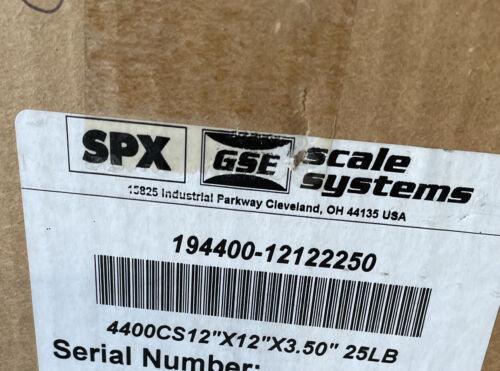 SPX GSE scale systems
15825 Industrial Parkway Cleveland, OH 44135 USA
194400-12122250
4400CS12"X12"X3.50" 25LB
Serial Number: